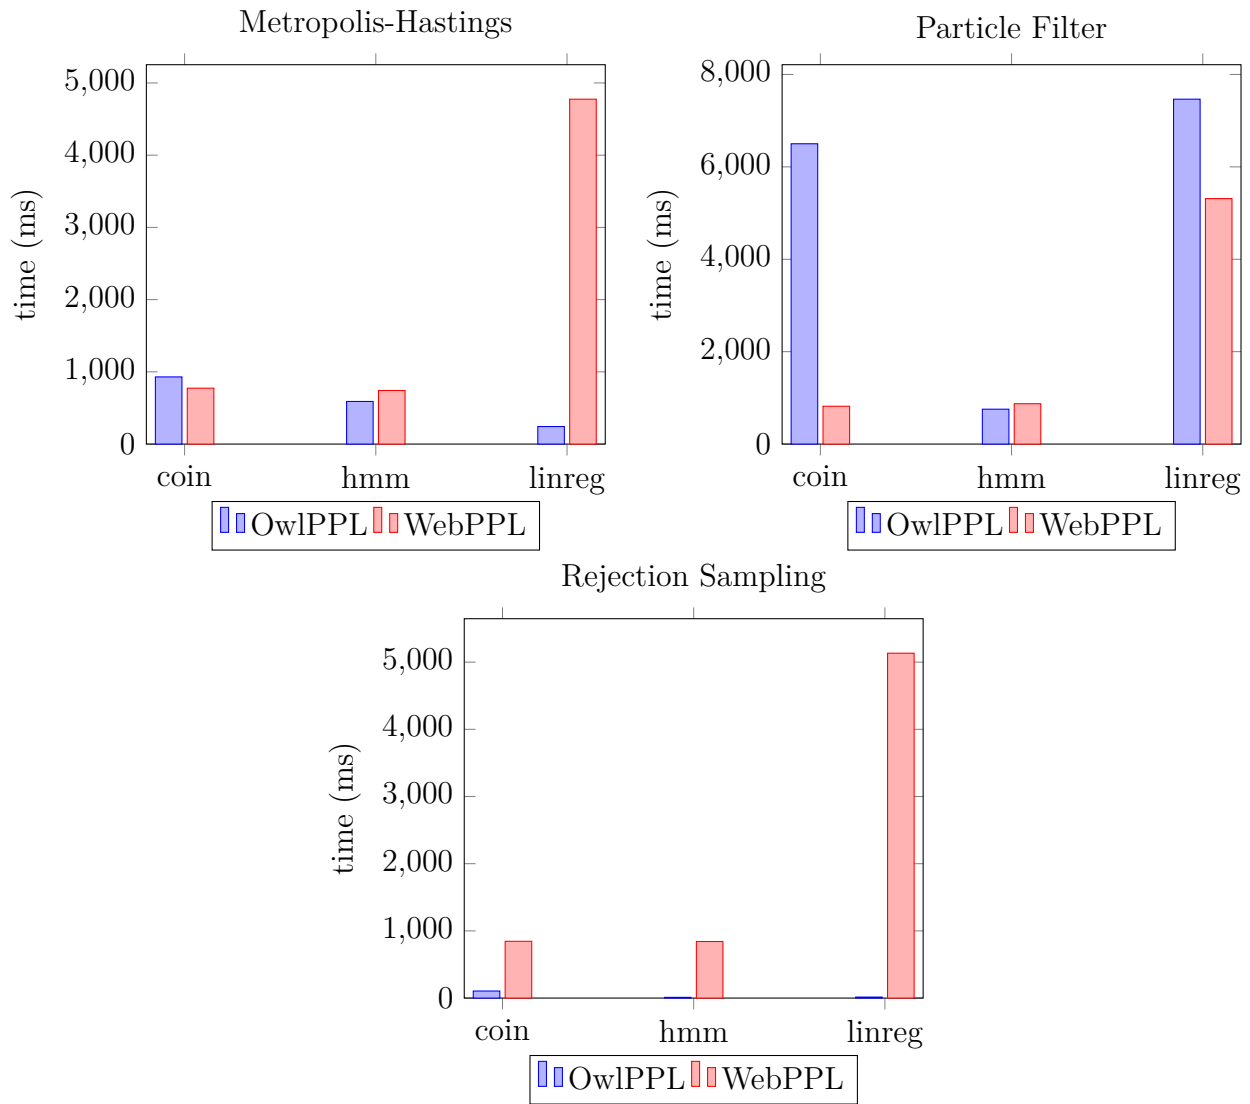 Metropolis-Hastings
5,000
4,000
3,000
2,000
1,000
0
time (ms)
coin hmm linreg
OwlPPL WebPPL
Particle Filter
8,000
6,000
4,000
2,000
0
time (ms)
coin hmm linreg
OwlPPL WebPPL
Rejection Sampling
5,000
4,000
3,000
2,000
1,000
0
time (ms)
coin hmm linreg
OwlPPL WebPPL